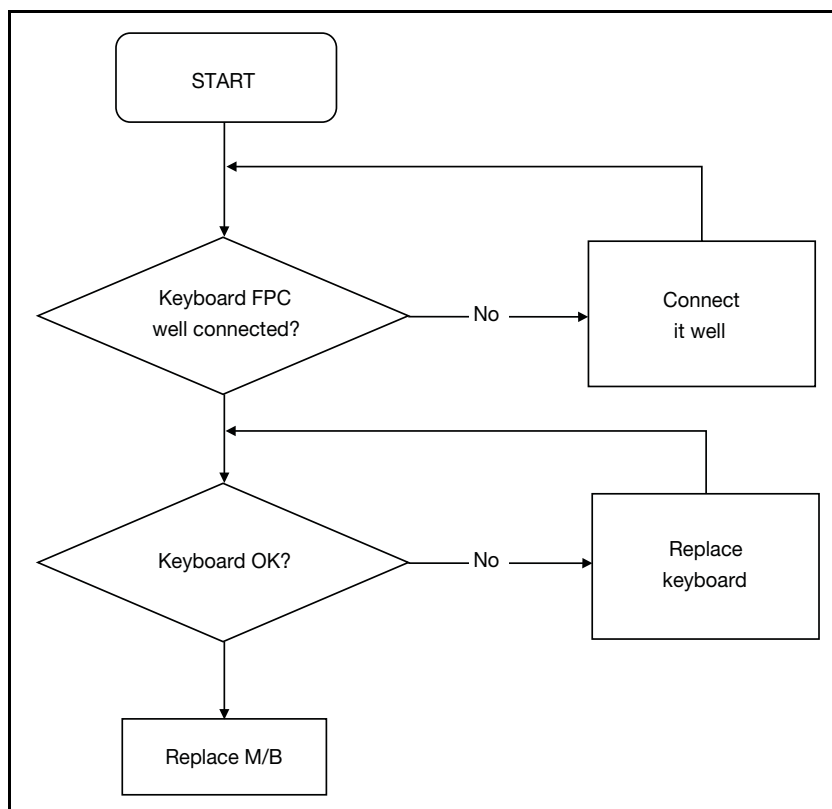 START
Keyboard FPC
well connected?
No
Connect
it well
Keyboard OK?
No
Replace
keyboard
Replace M/B